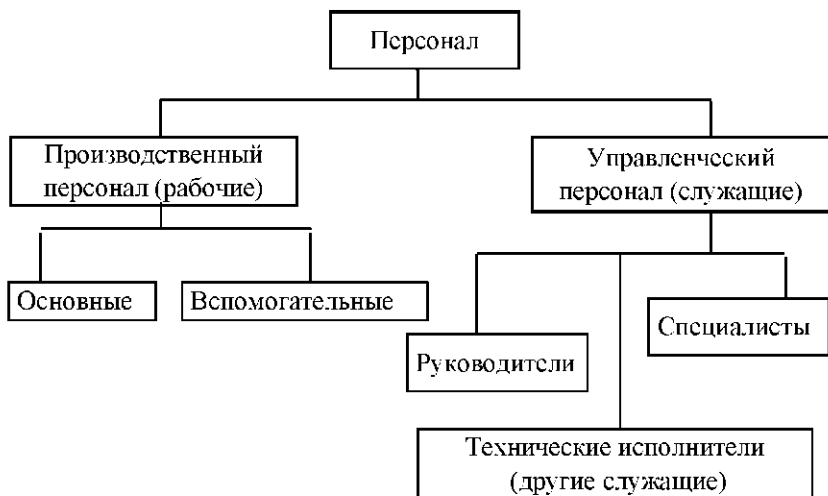 Персонал
Производственный
персонал (рабочие)
Управленческий
персонал (служащие)
Основные
Вспомогательные
Специалисты
Руководители
Технические исполнители
(другие служащие)